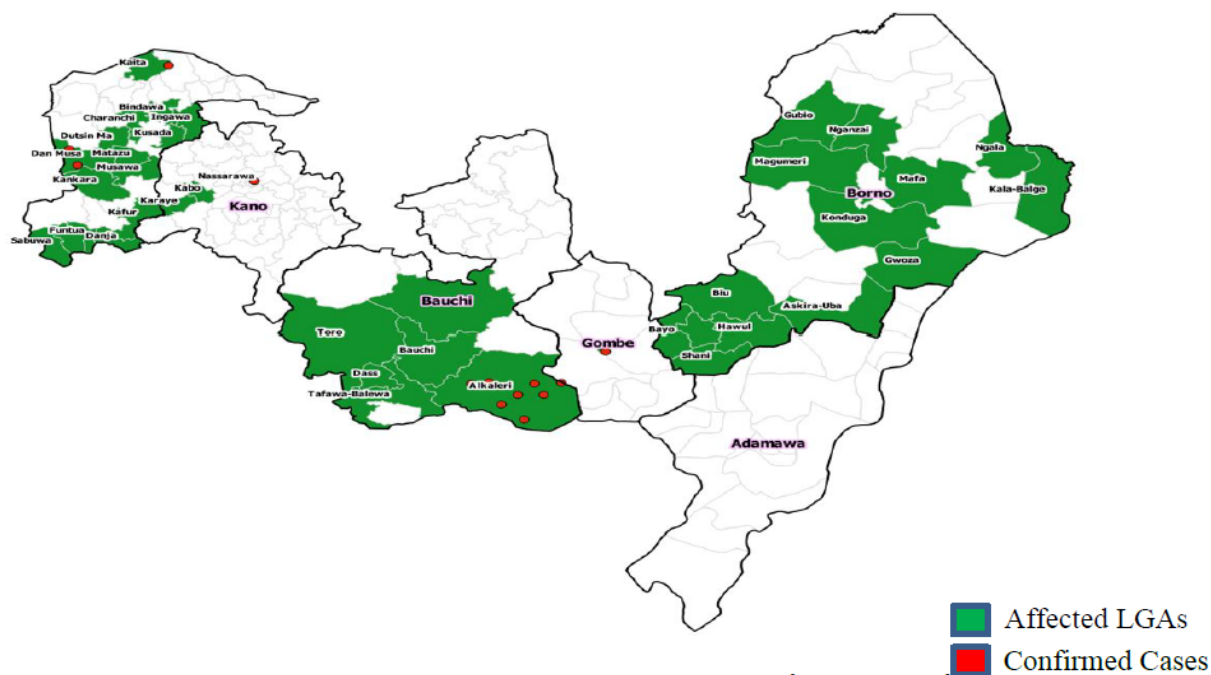 Kaita
Bindawa
Charanchi
Ingawa
Dutsin Ma
Kusada
Dan Musa
Matazu
Musawa
Kankara
Kabo
Karaye
Kafur
Funtua
Sabuwa
Danja
Nassarawa
Kano
Bauchi
Toro
Bauchi
Dass
Tafawa-Balewa
Alkaleri
Gombe
Gubio
Nganzai
Magumeri
Ngala
Mafa
Kala-Balge
Borno
Konduga
Gwoza
Biu
Askira-Uba
Bayo
Hawul
Shani
Adamawa
Affected LGAs
Confirmed Cases